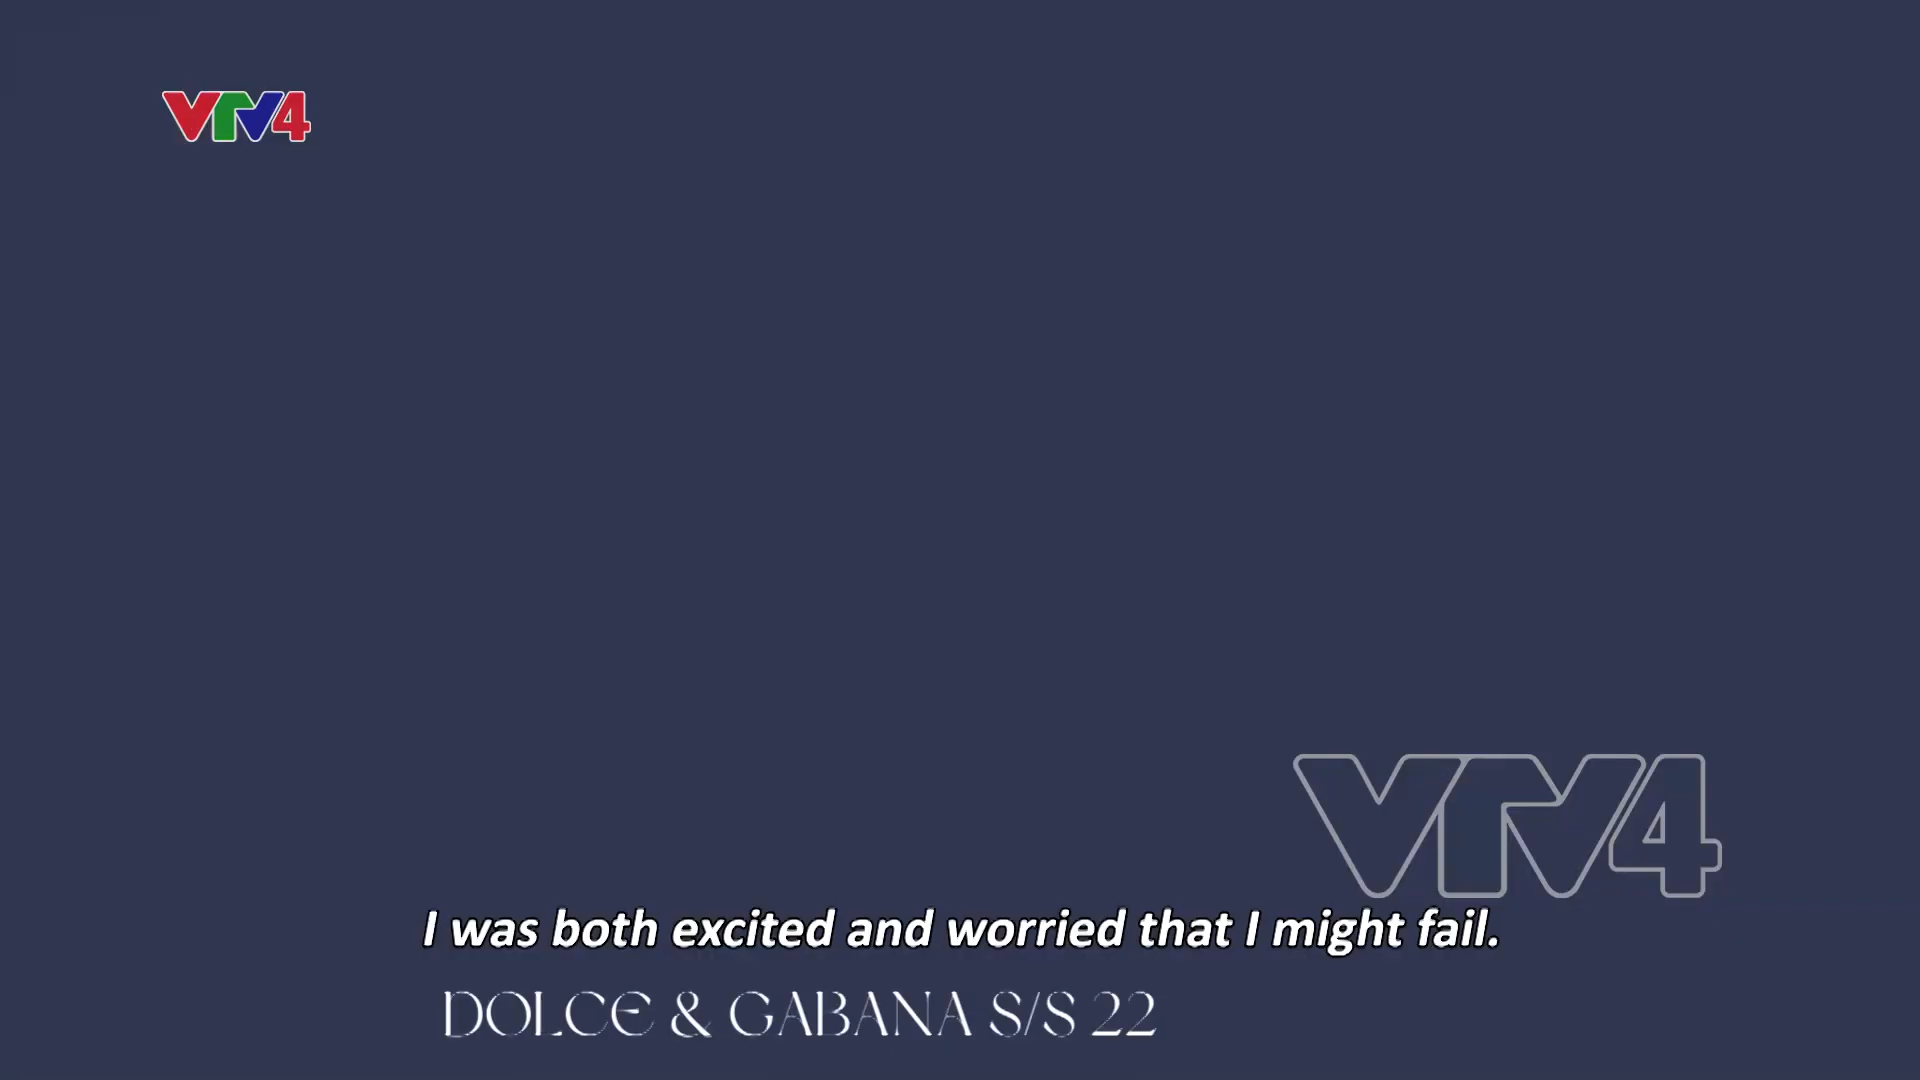 VTV4
VTV4
I was both excited and worried that I might fail.
DOLCE & GABANA S/S 22